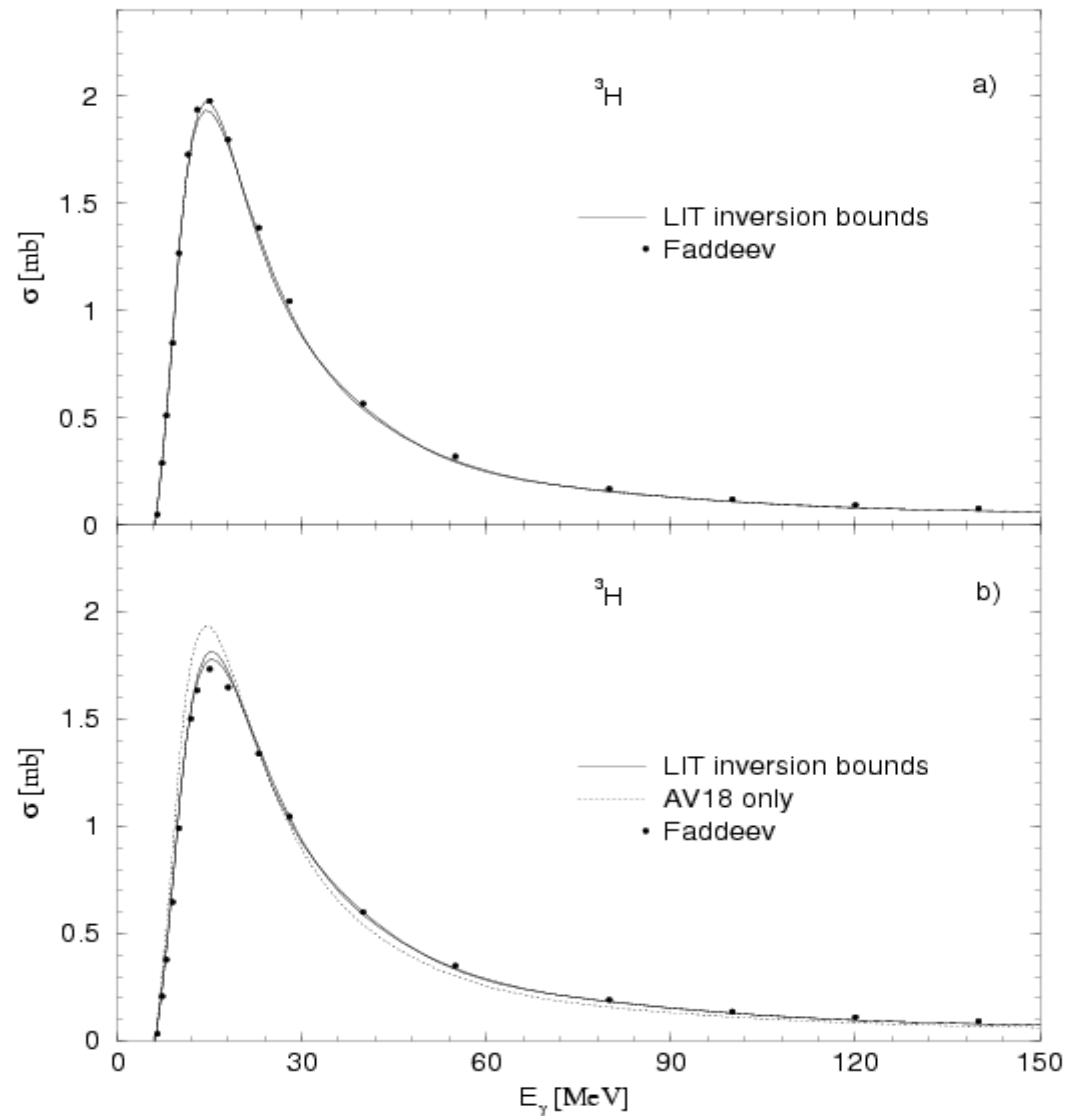 2
1.5
1
0.5
0
σ [mb]
³H
a)
LIT inversion bounds
Faddeev
2
1.5
1
0.5
0
σ [mb]
³H
b)
LIT inversion bounds
AV18 only
Faddeev
0 30 60 90 120 150
E_γ [MeV]